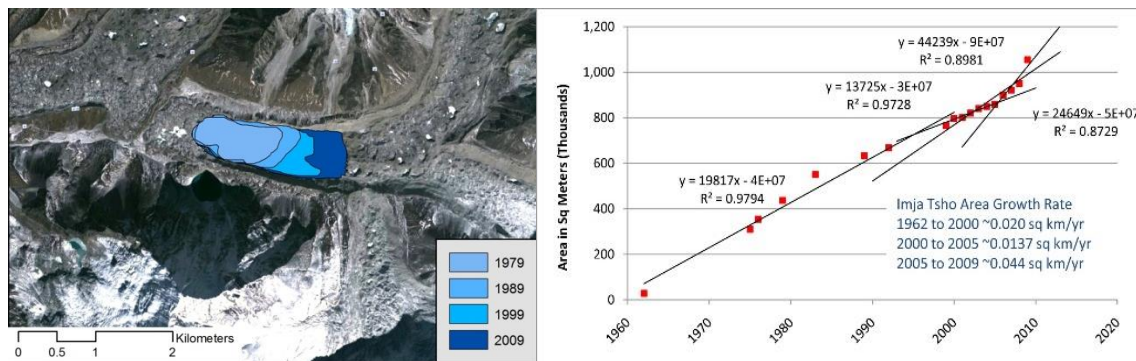 1979
1989
1999
2009
Kilometers
0 0.5 1 2
Area in Sq Meters (Thousands)
1,200
1,000
800
600
400
200
0
1960
1970
1980
1990
2000
2010
2020
y = 44239x - 9E+07
R² = 0.8981
y = 13725x - 3E+07
R² = 0.9728
y = 24649x - 5E+07
R² = 0.8729
y = 19817x - 4E+07
R² = 0.9794
Imja Tsho Area Growth Rate
1962 to 2000 ~0.020 sq km/yr
2000 to 2005 ~0.0137 sq km/yr
2005 to 2009 ~0.044 sq km/yr